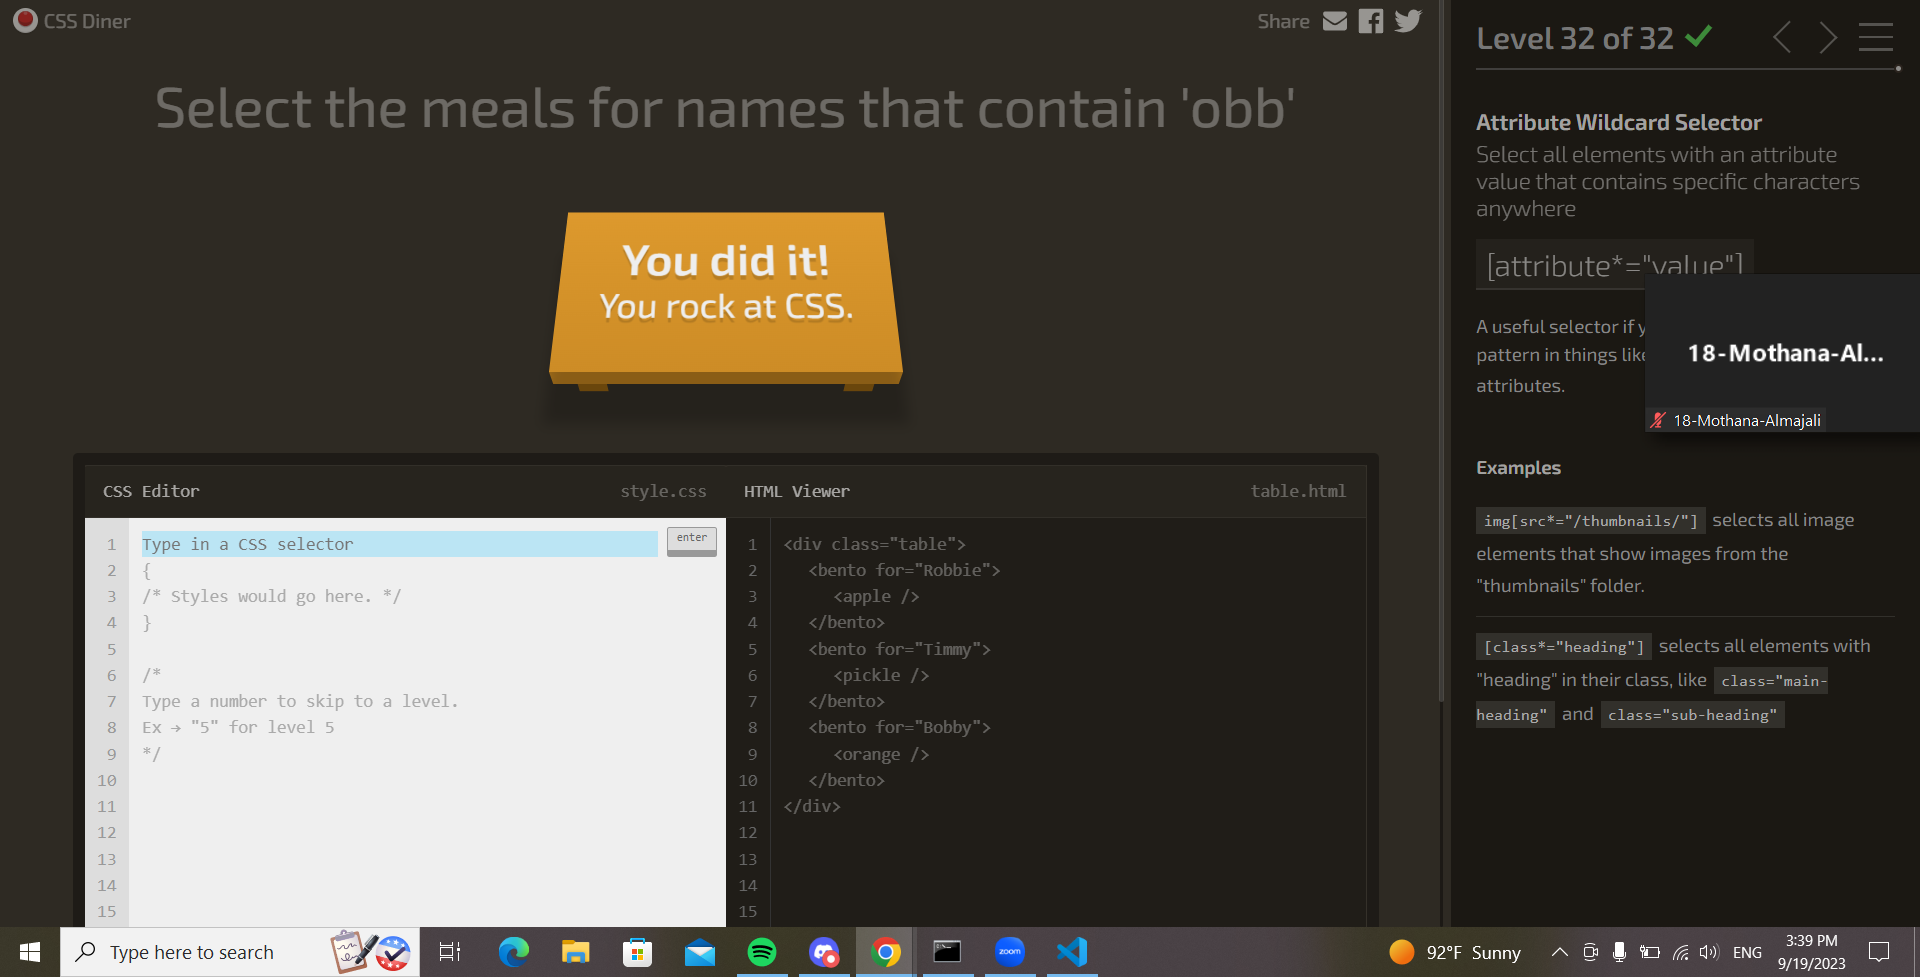 CSS Diner
Share
Select the meals for names that contain 'obb'
You did it!
You rock at CSS.
CSS Editor
style.css
HTML Viewer
table.html
1
2
3
4
5
6
7
8
9
10
11
12
13
14
15
Type in a CSS selector
enter
{
/* Styles would go here. */
}
/*
Type a number to skip to a level.
Ex → "5" for level 5
*/
1
2
3
4
5
6
7
8
9
10
11
12
13
14
15
<div class="table">
<bento for="Robbie">
<apple />
</bento>
<bento for="Timmy">
<pickle />
</bento>
<bento for="Bobby">
<orange />
</bento>
</div>
Level 32 of 32
Attribute Wildcard Selector
Select all elements with an attribute
value that contains specific characters
anywhere
[attribute*="value"]
A useful selector if
pattern in things
attributes.
18-Mothana-Al...
18-Mothana-Almajali
Examples
img[src*="/thumbnails/"] selects all image
elements that show images from the
"thumbnails" folder.
[class*="heading"] selects all elements with
"heading" in their class, like class="main-
heading" and class="sub-heading"
Type here to search
zoom
92°F Sunny
ENG
3:39 PM
9/19/2023